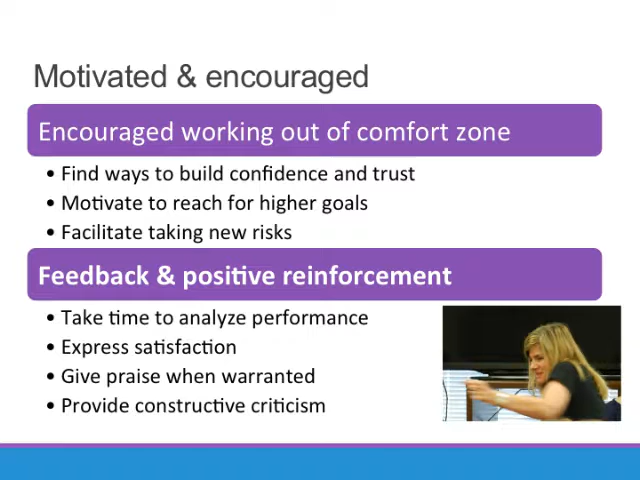 Motivated & encouraged
Encouraged working out of comfort zone
• Find ways to build confidence and trust
• Motivate to reach for higher goals
• Facilitate taking new risks
Feedback & positive reinforcement
• Take time to analyze performance
• Express satisfaction
• Give praise when warranted
• Provide constructive criticism